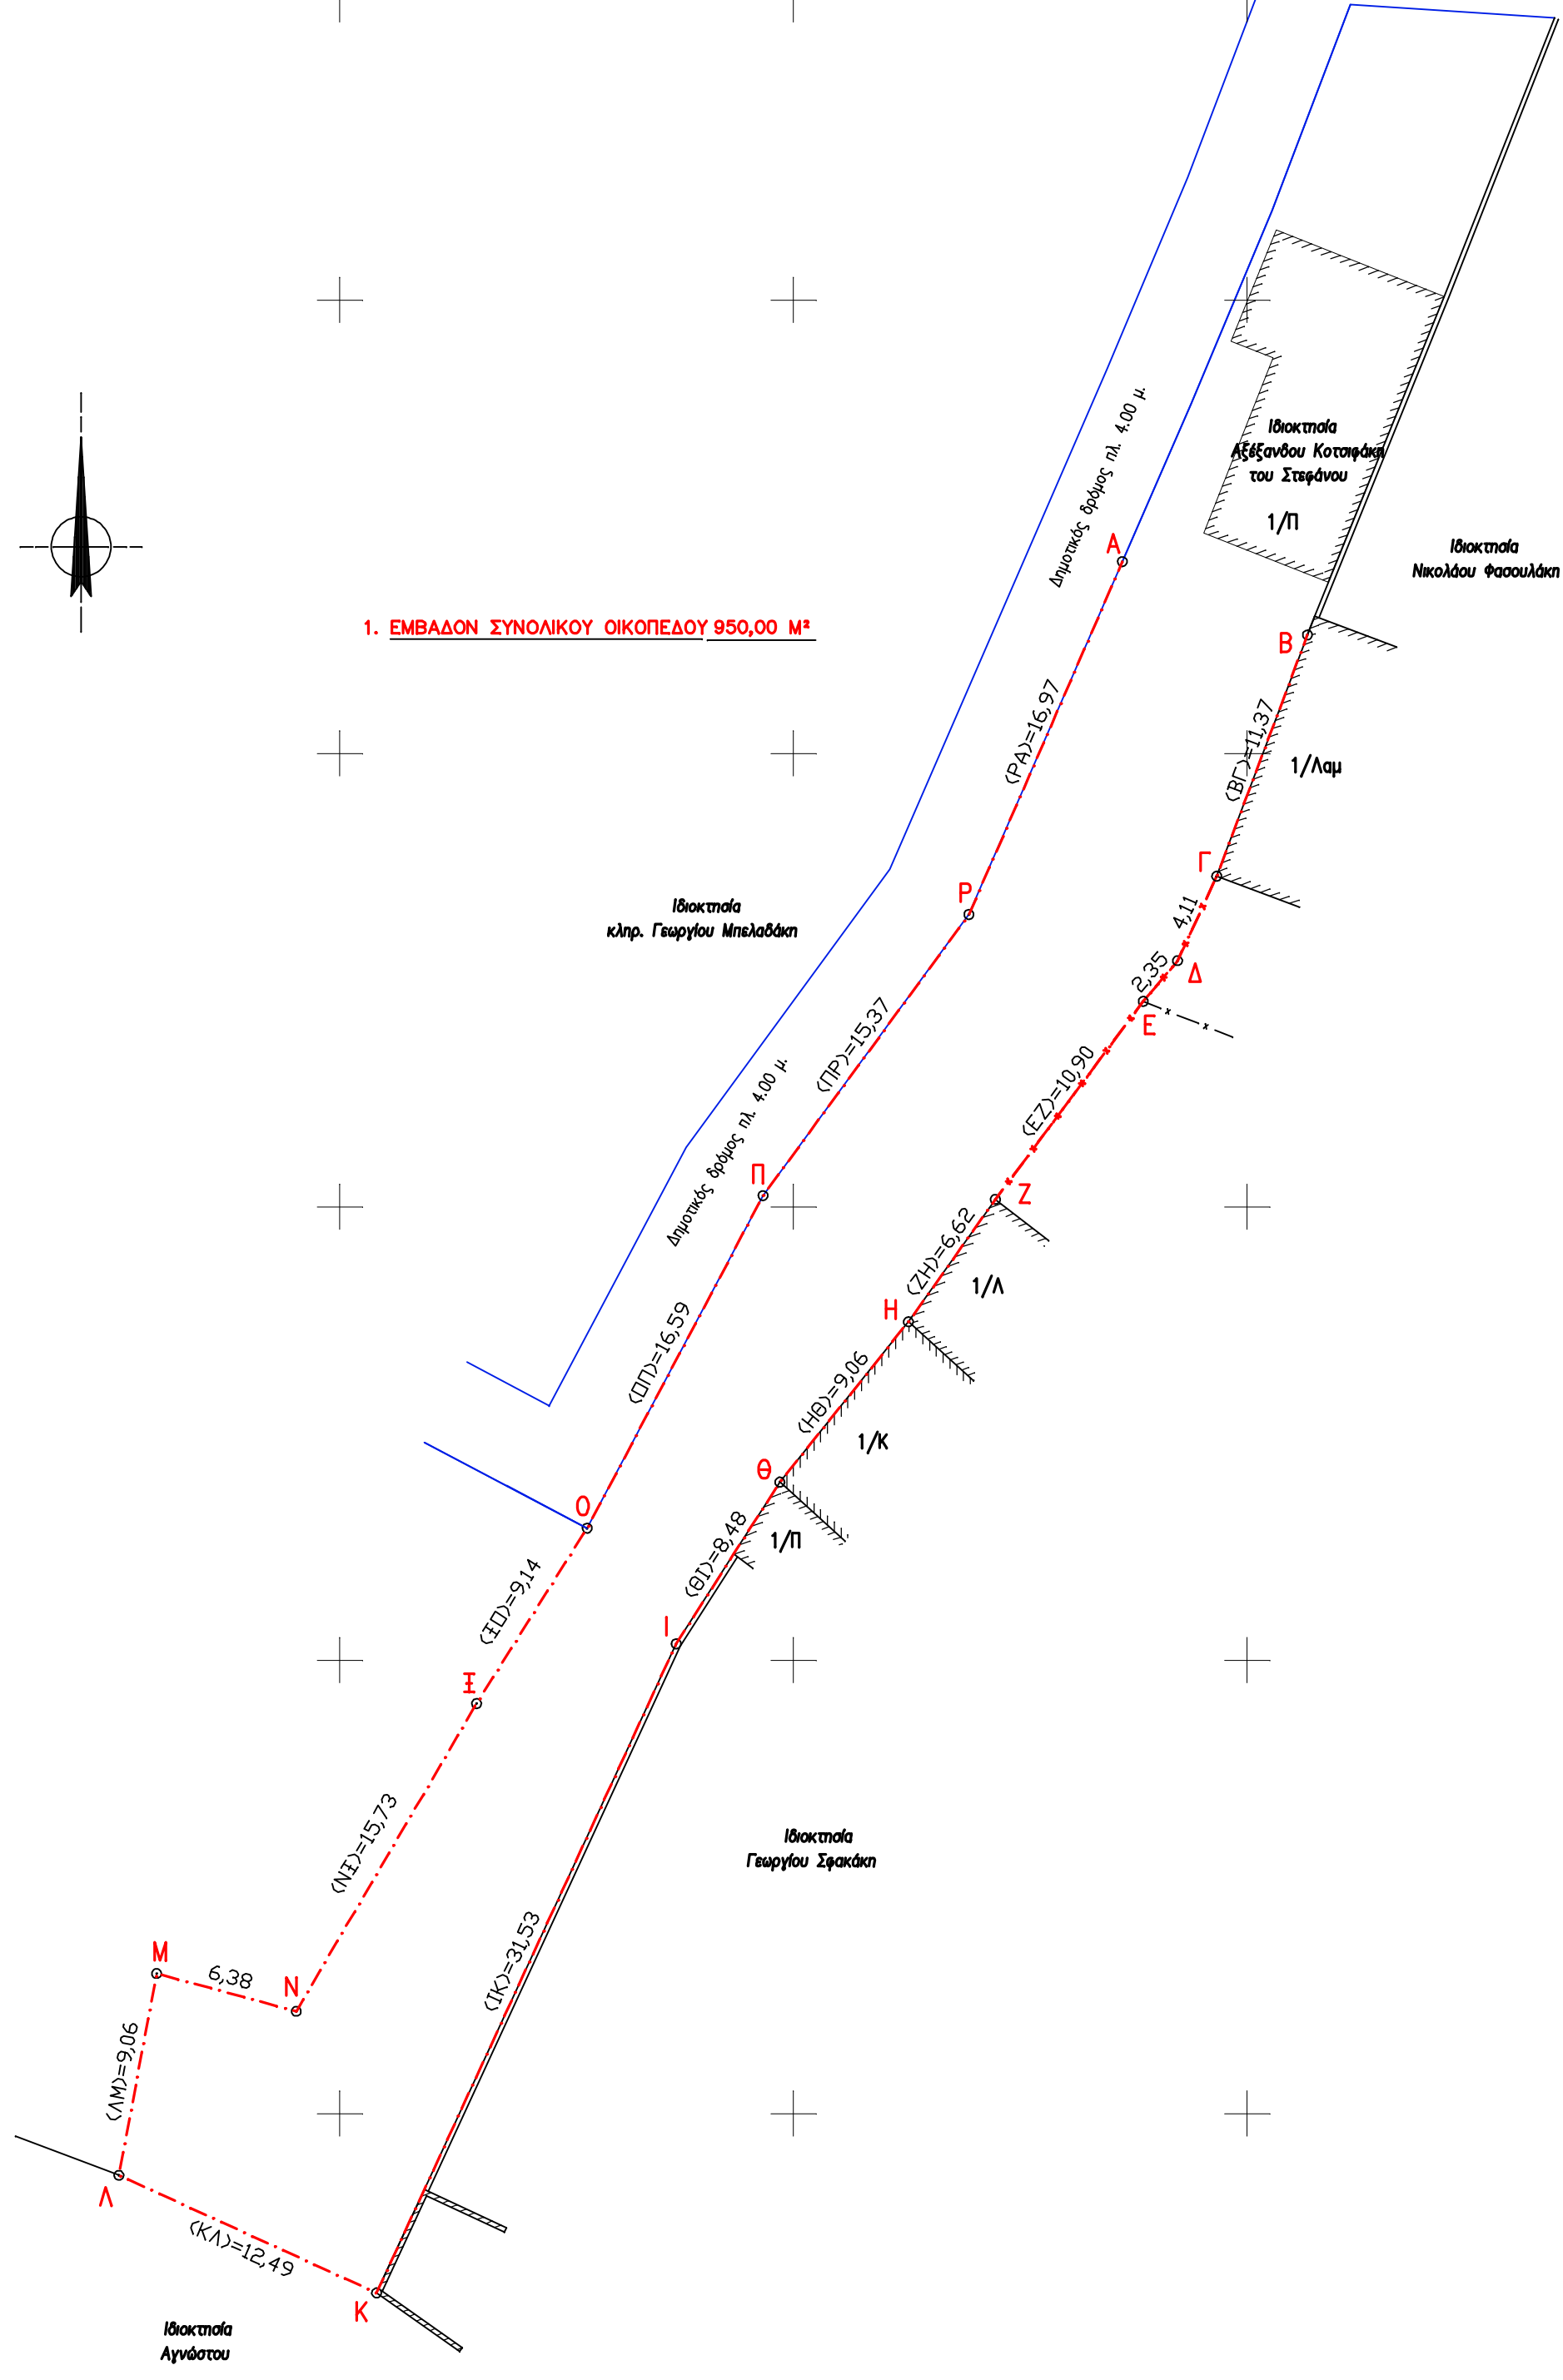 Δημοτικός δρόμος πλ. 4.00 μ.
Ιδιοκτησία
Αξέξανδου Κοτσιφάκη
του Στεφάνου
1/Π
Ιδιοκτησία
Νικολάου Φασουλάκη
Α
1. ΕΜΒΑΔΟΝ ΣΥΝΟΛΙΚΟΥ ΟΙΚΟΠΕΔΟΥ 950,00 Μ²
Β
(ΡΑ)=16,97
(ΒΓ)=11,37
1/Λαμ
Γ
Ρ
Ιδιοκτησία
κληρ. Γεωργίου Μπελαδάκη
4,11
Δ
2,35
Ε
(ΠΡ)=15,37
(ΕΖ)=10,90
Δημοτικός δρόμος πλ. 4.00 μ.
Π
Ζ
(ΖΗ)=6,62
1/Λ
Η
(ΟΠ)=16,59
(ΗΘ)=9,06
1/Κ
Θ
Ο
1/Π
(ΘΙ)=8,48
(ΞΟ)=9,14
Ι
Ξ
(ΝΞ)=15,73
Ιδιοκτησία
Γεωργίου Σφακάκη
(ΙΚ)=31,53
Μ
6,38
Ν
(ΛΜ)=9,06
Λ
(ΚΛ)=12,49
Κ
Ιδιοκτησία
Αγνώστου